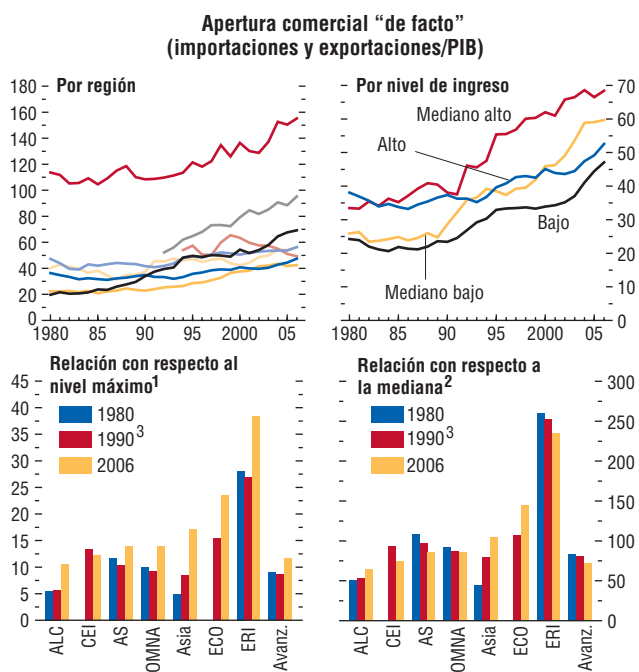 Apertura comercial “de facto”
(importaciones y exportaciones/PIB)
Por región
180
160
140
120
100
80
60
40
20
0
1980 85 90 95 2000 05
Por nivel de ingreso
70
60
50
40
30
20
10
0
Mediano alto
Alto
Bajo
Mediano bajo
1980 85 90 95 2000 05
Relación con respecto al
nivel máximo¹
45
40
35
30
25
20
15
10
5
0
1980
1990³
2006
ALC CEI AS OMNA Asia ECO ERI Avanz.
Relación con respecto a
la mediana²
300
250
200
150
100
50
0
1980
1990³
2006
ALC CEI AS OMNA Asia ECO ERI Avanz.